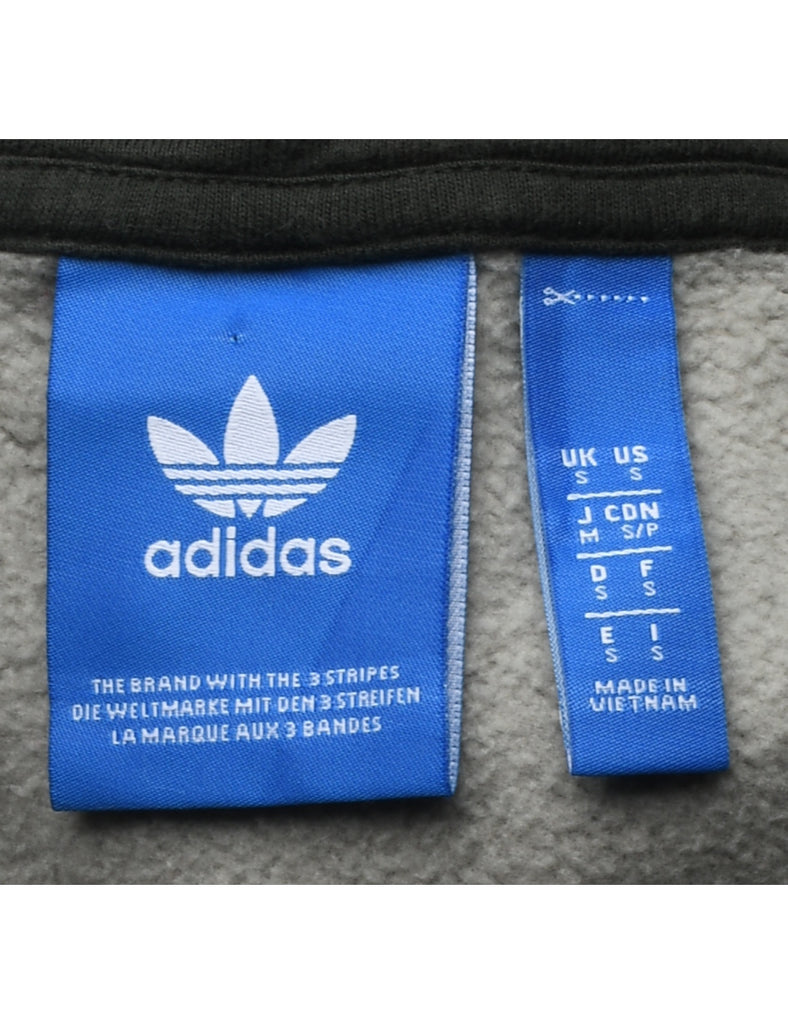 adidas
THE BRAND WITH THE 3 STRIPES
DIE WELTMARKE MIT DEN 3 STREIFEN
LA MARQUE AUX 3 BANDES
UK US
S S
J CDN
M S/P
D F
S S
E I
S S
MADE IN
VIETNAM